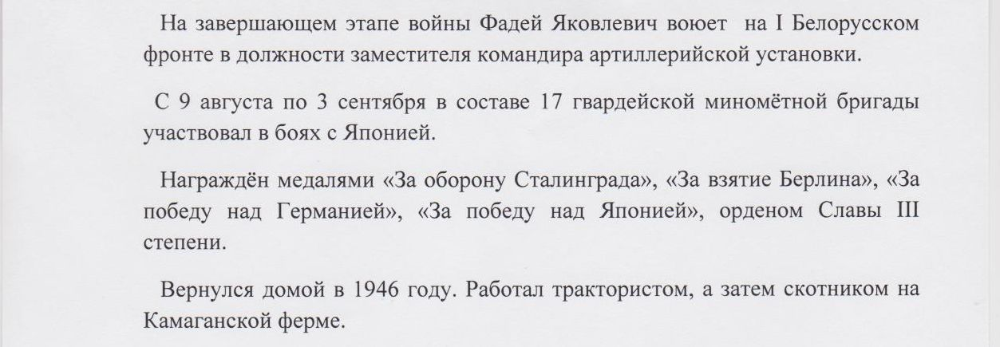 На завершающем этапе войны Фадей Яковлевич воюет на I Белорусском
фронте в должности заместителя командира артиллерийской установки.
С 9 августа по 3 сентября в составе 17 гвардейской миномётной бригады
участвовал в боях с Японией.
Награждён медалями «За оборону Сталинграда», «За взятие Берлина», «За
победу над Германией», «За победу над Японией», орденом Славы III
степени.
Вернулся домой в 1946 году. Работал трактористом, а затем скотником на
Камаганской ферме.